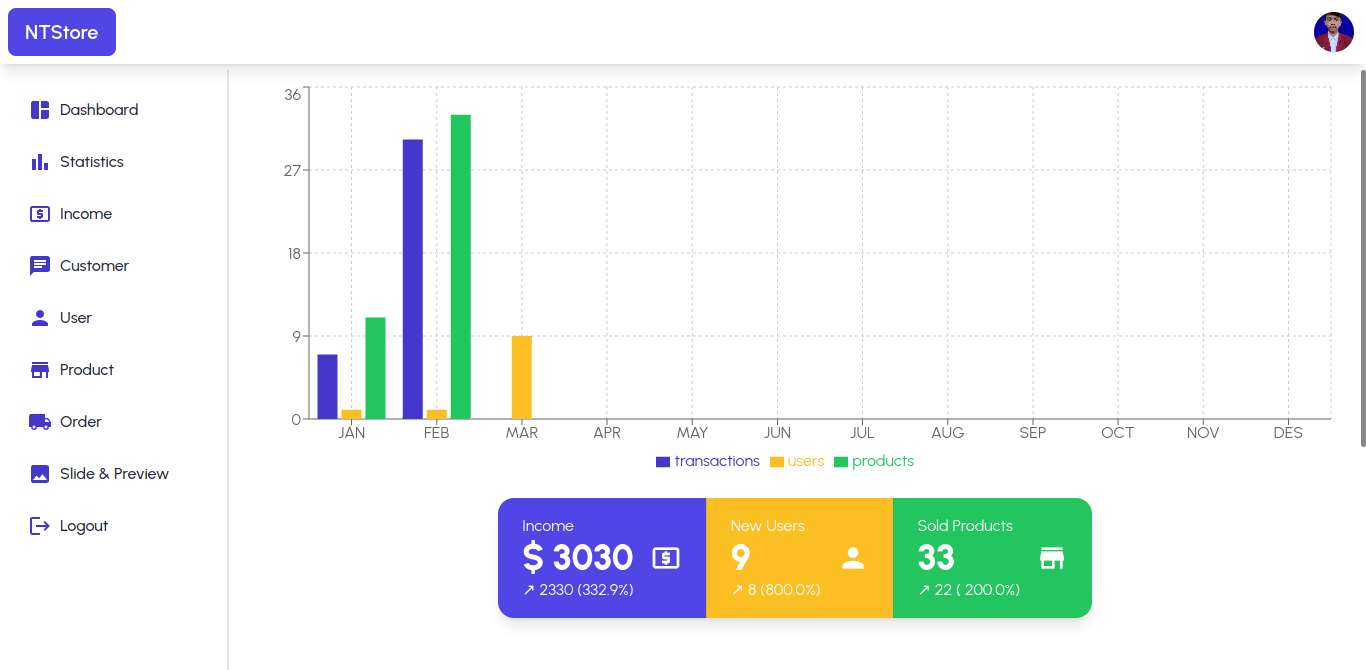 NTStore
Dashboard
Statistics
Income
Customer
User
Product
Order
Slide & Preview
Logout
36
27
18
9
0
JAN FEB MAR APR MAY JUN JUL AUG SEP OCT NOV DES
transactions users products
Income
$ 3030
↗ 2330 (332.9%)
New Users
9
↗ 8 (800.0%)
Sold Products
33
↗ 22 ( 200.0%)